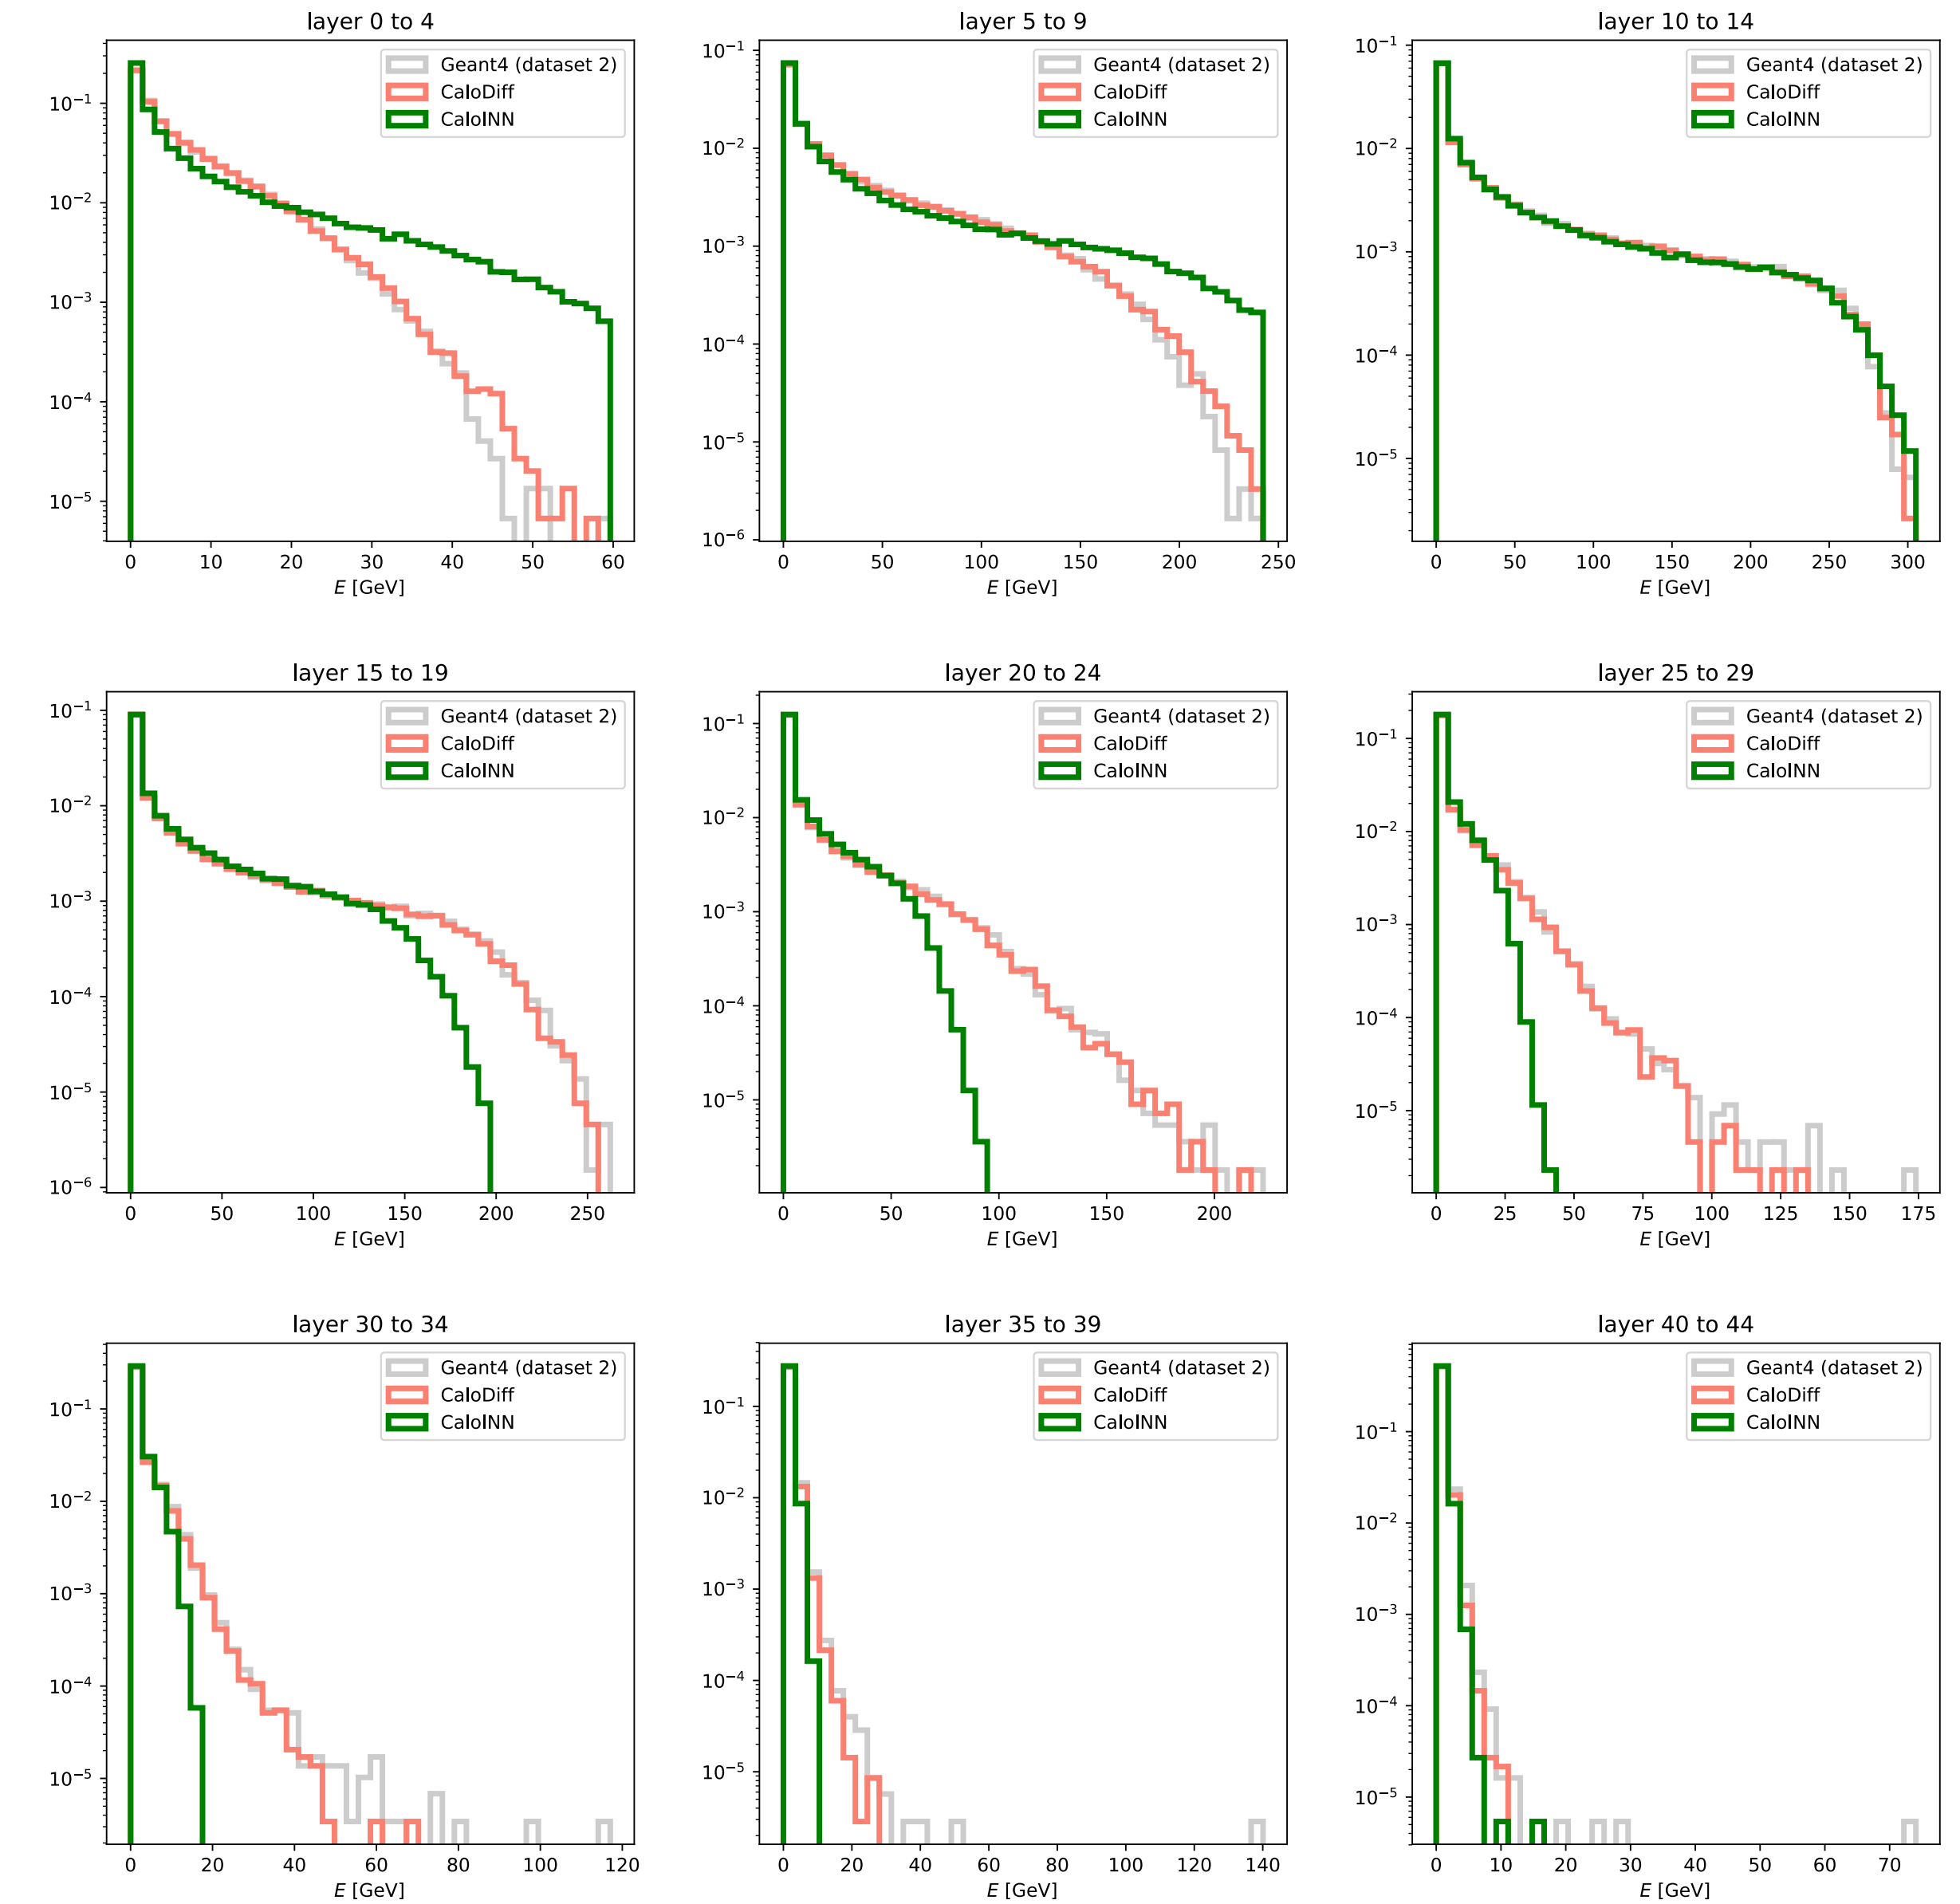 layer 0 to 4
10⁻¹
10⁻²
10⁻³
10⁻⁴
10⁻⁵
Geant4 (dataset 2)
CaloDiff
CaloINN
0 10 20 30 40 50 60
E [GeV]
layer 5 to 9
10⁻¹
10⁻²
10⁻³
10⁻⁴
10⁻⁵
10⁻⁶
Geant4 (dataset 2)
CaloDiff
CaloINN
0 50 100 150 200 250
E [GeV]
layer 10 to 14
10⁻¹
10⁻²
10⁻³
10⁻⁴
10⁻⁵
Geant4 (dataset 2)
CaloDiff
CaloINN
0 50 100 150 200 250 300
E [GeV]
layer 15 to 19
10⁻¹
10⁻²
10⁻³
10⁻⁴
10⁻⁵
10⁻⁶
Geant4 (dataset 2)
CaloDiff
CaloINN
0 50 100 150 200 250
E [GeV]
layer 20 to 24
10⁻¹
10⁻²
10⁻³
10⁻⁴
10⁻⁵
Geant4 (dataset 2)
CaloDiff
CaloINN
0 50 100 150 200
E [GeV]
layer 25 to 29
10⁻¹
10⁻²
10⁻³
10⁻⁴
10⁻⁵
Geant4 (dataset 2)
CaloDiff
CaloINN
0 25 50 75 100 125 150 175
E [GeV]
layer 30 to 34
10⁻¹
10⁻²
10⁻³
10⁻⁴
10⁻⁵
Geant4 (dataset 2)
CaloDiff
CaloINN
0 20 40 60 80 100 120
E [GeV]
layer 35 to 39
10⁻¹
10⁻²
10⁻³
10⁻⁴
10⁻⁵
Geant4 (dataset 2)
CaloDiff
CaloINN
0 20 40 60 80 100 120 140
E [GeV]
layer 40 to 44
10⁻¹
10⁻²
10⁻³
10⁻⁴
10⁻⁵
Geant4 (dataset 2)
CaloDiff
CaloINN
0 10 20 30 40 50 60 70
E [GeV]